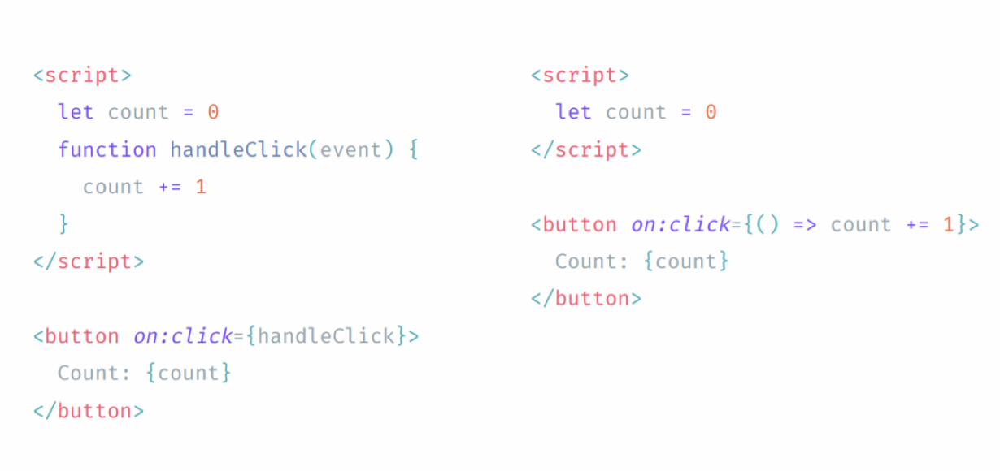 <script>
  let count = 0
  function handleClick(event) {
    count += 1
  }
</script>

<button on:click={handleClick}>
  Count: {count}
</button>

<script>
  let count = 0
</script>

<button on:click={() => count += 1}>
  Count: {count}
</button>